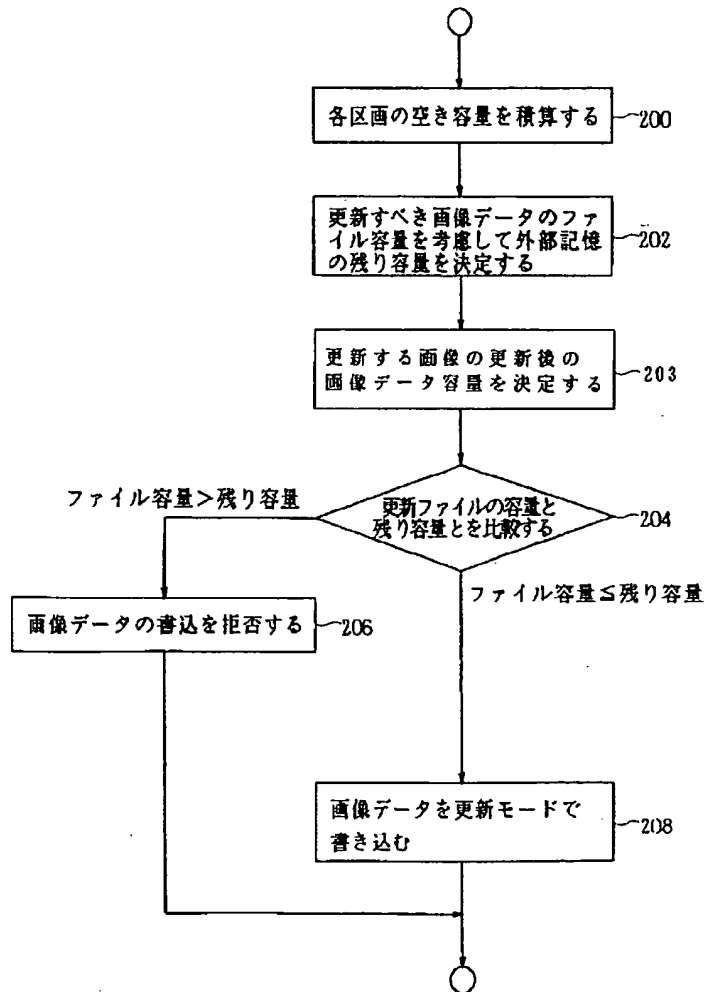 各区画の空き容量を積算する
200
更新すべき画像データのファ
イル容量を考慮して外部記憶
の残り容量を決定する
202
更新する画像の更新後の
画像データ容量を決定する
203
更新ファイルの容量と
残り容量とを比較する
204
ファイル容量＞残り容量
ファイル容量≦残り容量
画像データの書込を拒否する
206
画像データを更新モードで
書き込む
208